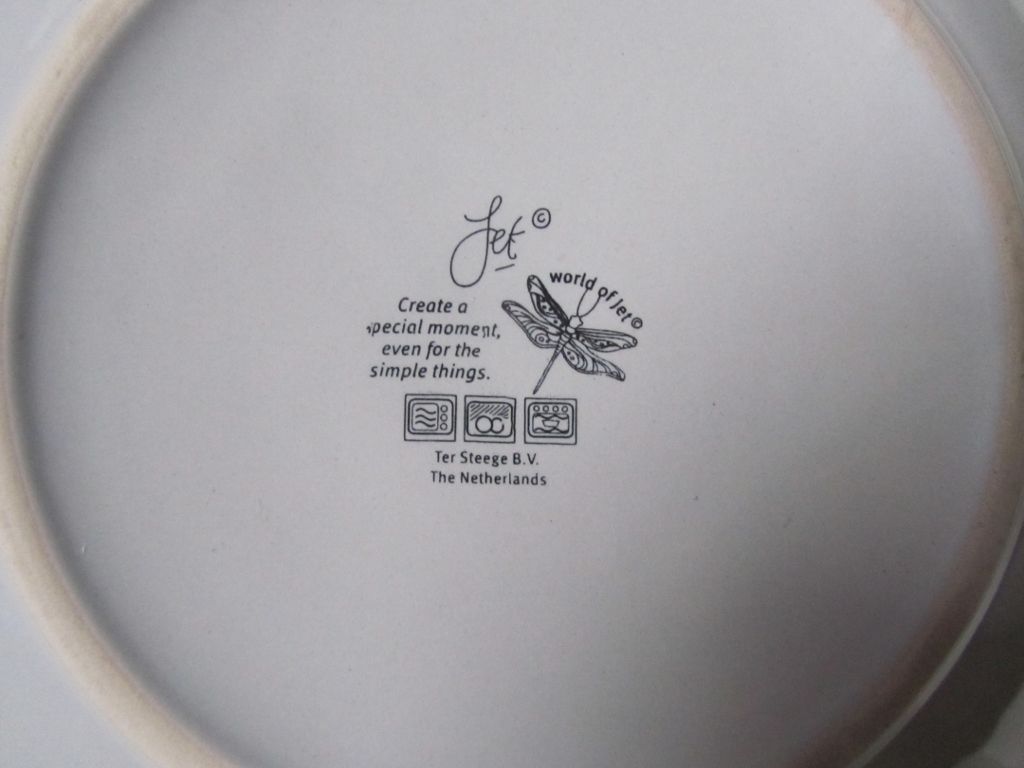 Jet ©
world of Jet ©
Create a
special moment,
even for the
simple things.
Ter Steege B.V.
The Netherlands